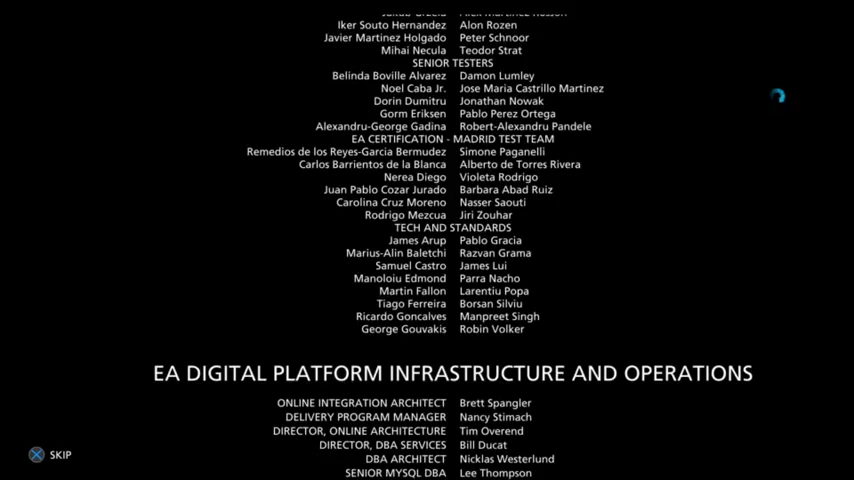 Iker Souto Hernandez Alon Rozen
Javier Martinez Holgado Peter Schnoor
Mihai Necula Teodor Strat
SENIOR TESTERS
Belinda Boville Alvarez Damon Lumley
Noel Caba Jr. Jose Maria Castrillo Martinez
Dorin Dumitru Jonathan Nowak
Gorm Eriksen Pablo Perez Ortega
Alexandru-George Gadina Robert-Alexandru Pandele
EA CERTIFICATION - MADRID TEST TEAM
Remedios de los Reyes-Garcia Bermudez Simone Paganelli
Carlos Barrientos de la Blanca Alberto de Torres Rivera
Nerea Diego Violeta Rodrigo
Juan Pablo Cozar Jurado Barbara Abad Ruiz
Carolina Cruz Moreno Nasser Saouti
Rodrigo Mezcua Jiri Zouhar
TECH AND STANDARDS
James Arup Pablo Gracia
Marius-Alin Baletchi Razvan Grama
Samuel Castro James Lui
Manoloiu Edmond Parra Nacho
Martin Fallon Larentiu Popa
Tiago Ferreira Borsan Silviu
Ricardo Goncalves Manpreet Singh
George Gouvakis Robin Volker
EA DIGITAL PLATFORM INFRASTRUCTURE AND OPERATIONS
ONLINE INTEGRATION ARCHITECT Brett Spangler
DELIVERY PROGRAM MANAGER Nancy Stimach
DIRECTOR, ONLINE ARCHITECTURE Tim Overend
DIRECTOR, DBA SERVICES Bill Ducat
DBA ARCHITECT Nicklas Westerlund
SENIOR MYSQL DBA Lee Thompson
SKIP